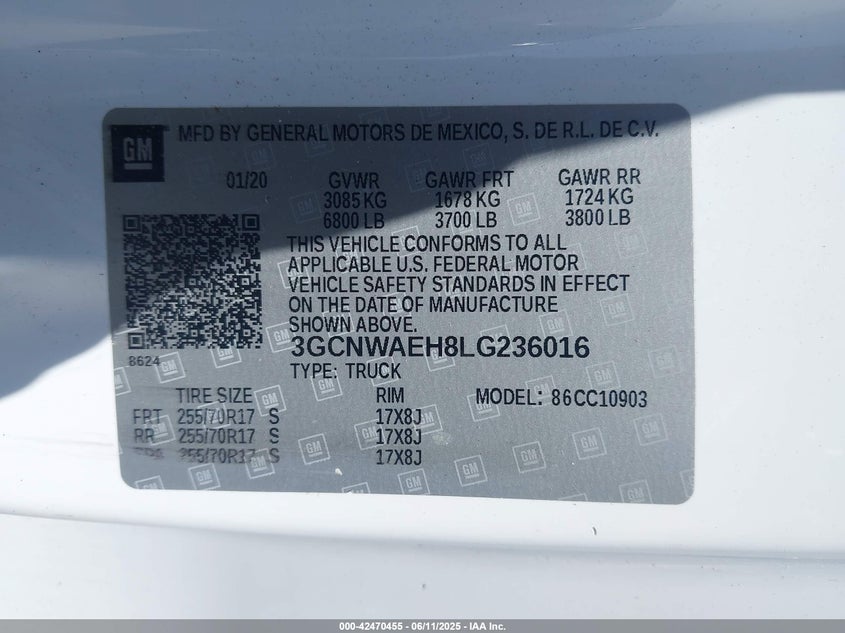 GM
MFD BY GENERAL MOTORS DE MEXICO, S. DE R.L. DE C.V.
01/20 GVWR GAWR FRT GAWR RR
3085 KG 1678 KG 1724 KG
6800 LB 3700 LB 3800 LB
THIS VEHICLE CONFORMS TO ALL
APPLICABLE U.S. FEDERAL MOTOR
VEHICLE SAFETY STANDARDS IN EFFECT
ON THE DATE OF MANUFACTURE
SHOWN ABOVE.
8624
3GCNWAEH8LG236016
TYPE: TRUCK
TIRE SIZE RIM MODEL: 86CC10903
FRT 255/70R17 S 17X8J
RR 255/70R17 S 17X8J
255/70R17 S 17X8J
000-42470455 - 06/11/2025 - IAA Inc.